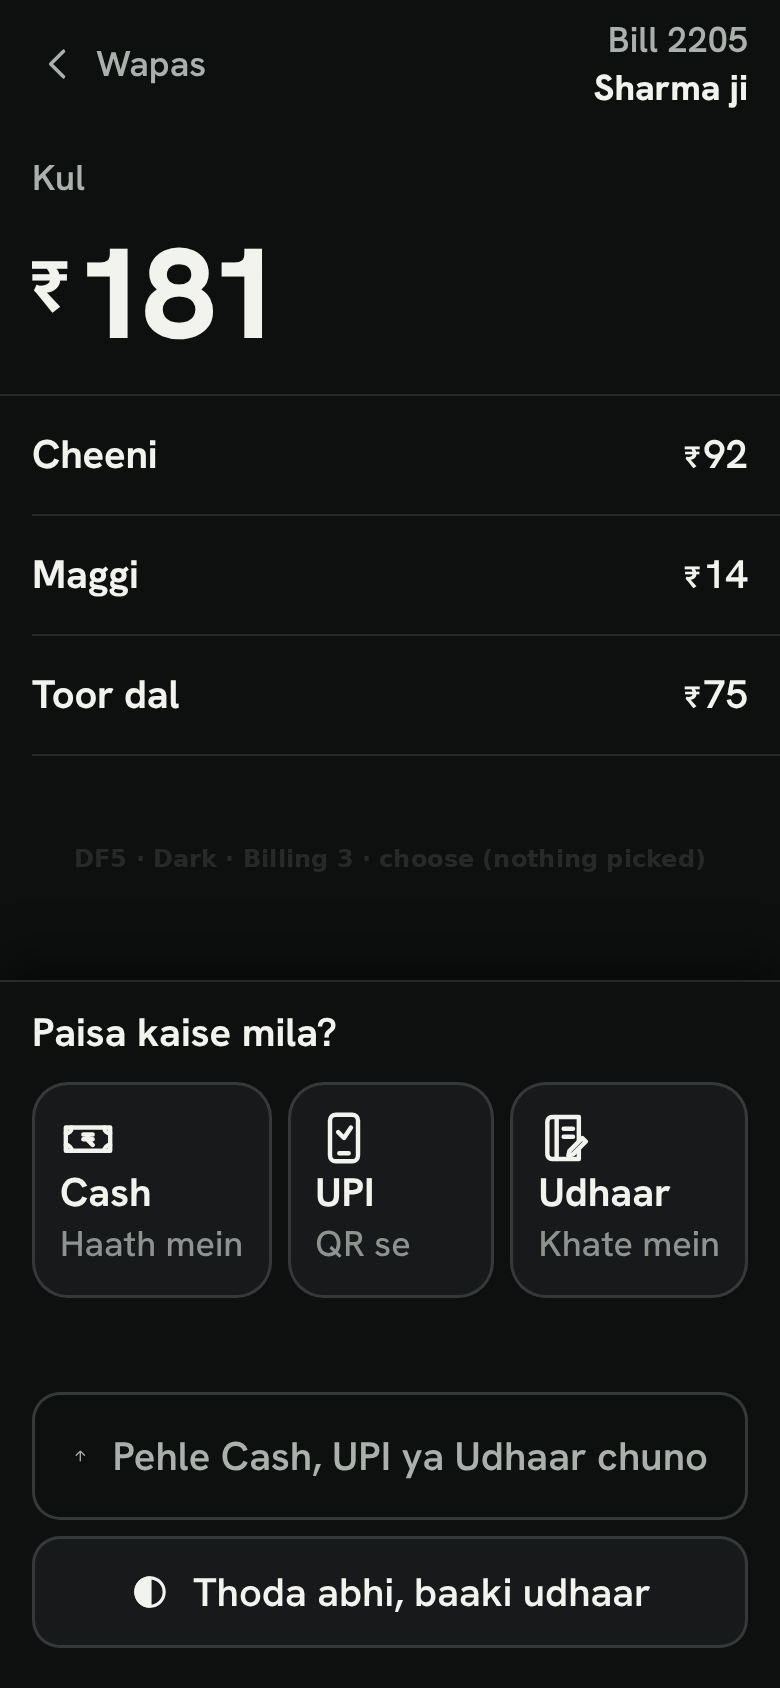 Wapas
Bill 2205
Sharma ji
Kul
₹181
Cheeni ₹92
Maggi ₹14
Toor dal ₹75
DF5 · Dark · Billing 3 · choose (nothing picked)
Paisa kaise mila?
Cash UPI Udhaar
Haath mein QR se Khate mein
↑ Pehle Cash, UPI ya Udhaar chuno
Thoda abhi, baaki udhaar